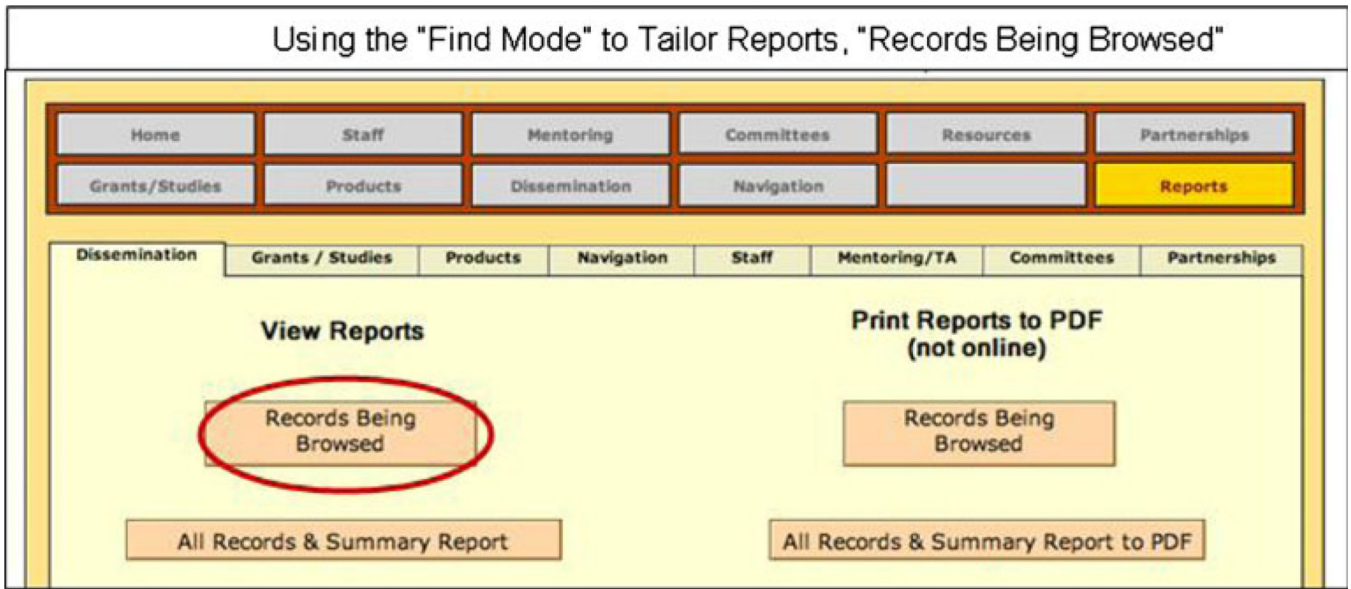 Using the "Find Mode" to Tailor Reports, "Records Being Browsed"
Home Staff Mentoring Committees Resources Partnerships
Grants/Studies Products Dissemination Navigation Reports
Dissemination Grants / Studies Products Navigation Staff Mentoring/TA Committees Partnerships
View Reports
Print Reports to PDF
(not online)
Records Being
Browsed
Records Being
Browsed
All Records & Summary Report
All Records & Summary Report to PDF